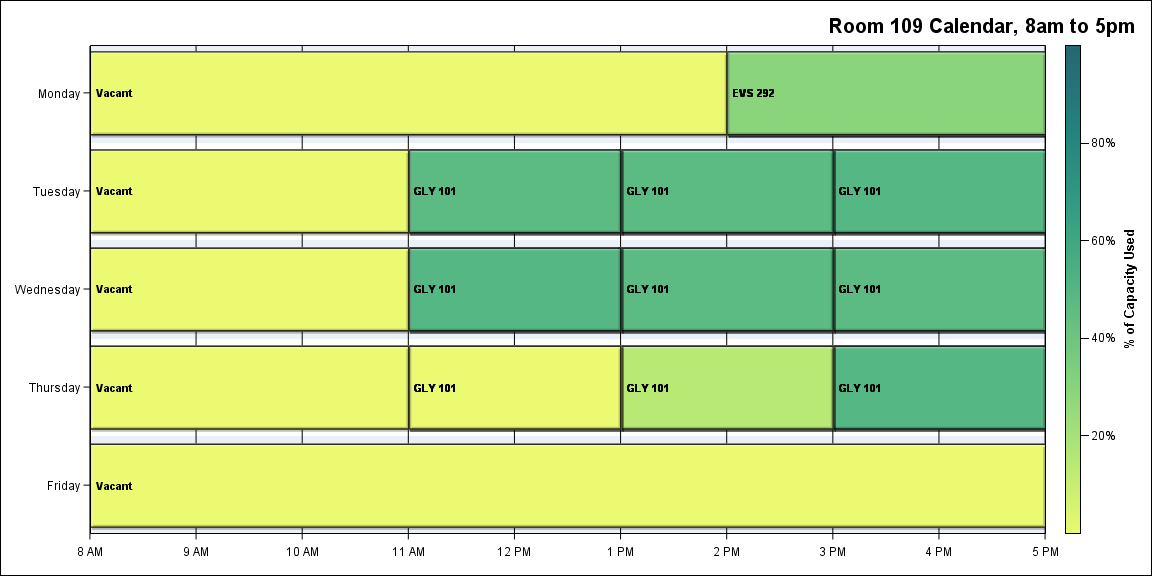 Room 109 Calendar, 8am to 5pm
Monday Vacant EVS 292
Tuesday Vacant GLY 101 GLY 101 GLY 101
Wednesday Vacant GLY 101 GLY 101 GLY 101
Thursday Vacant GLY 101 GLY 101 GLY 101
Friday Vacant
8 AM 9 AM 10 AM 11 AM 12 PM 1 PM 2 PM 3 PM 4 PM 5 PM
80%
60%
40%
20%
% of Capacity Used